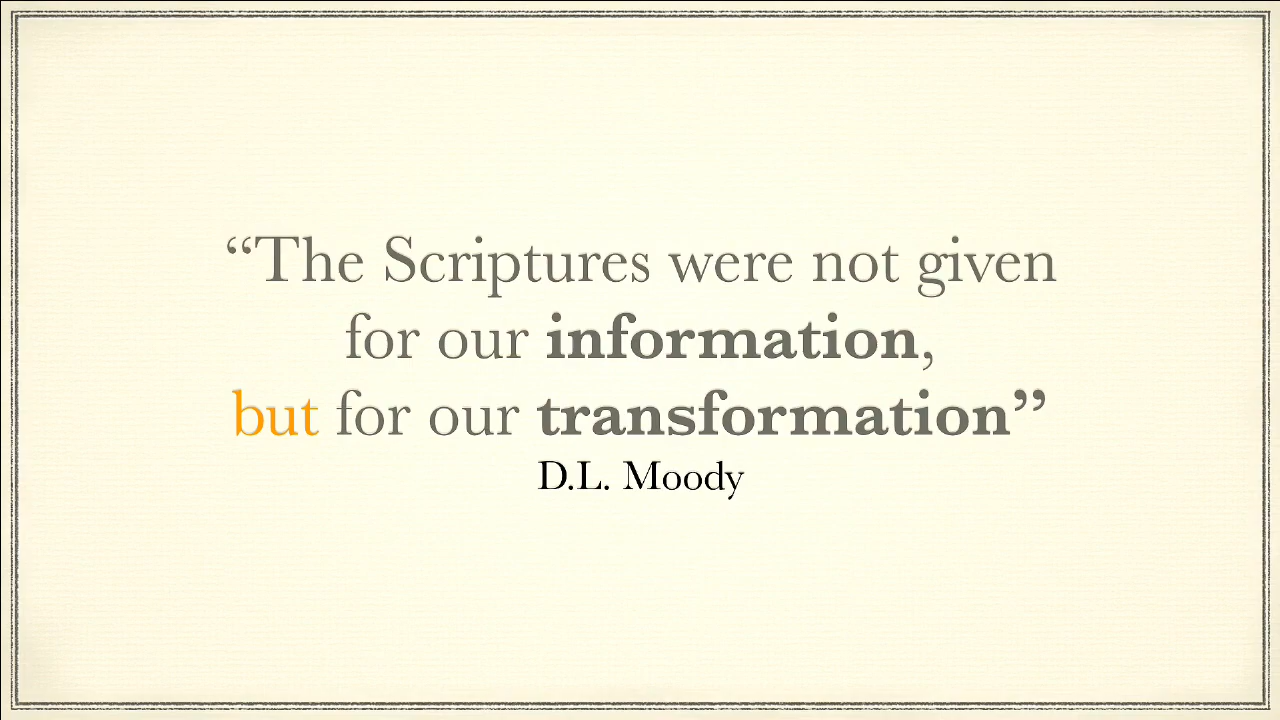 “The Scriptures were not given
for our information,
but for our transformation”
D.L. Moody